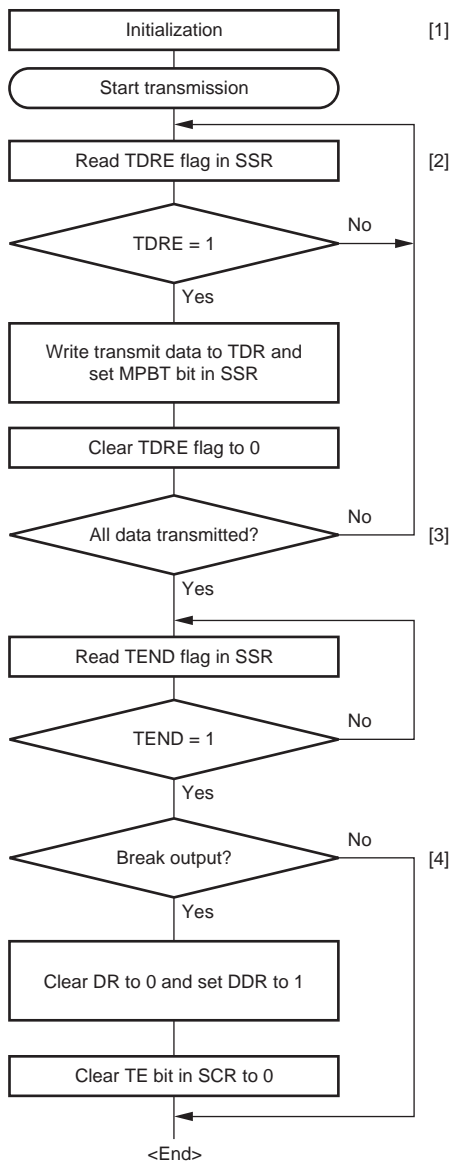 Initialization
[1]
Start transmission
Read TDRE flag in SSR
[2]
TDRE = 1
No
Yes
Write transmit data to TDR and
set MPBT bit in SSR
Clear TDRE flag to 0
All data transmitted?
No
[3]
Yes
Read TEND flag in SSR
TEND = 1
No
Yes
Break output?
No
[4]
Yes
Clear DR to 0 and set DDR to 1
Clear TE bit in SCR to 0
<End>